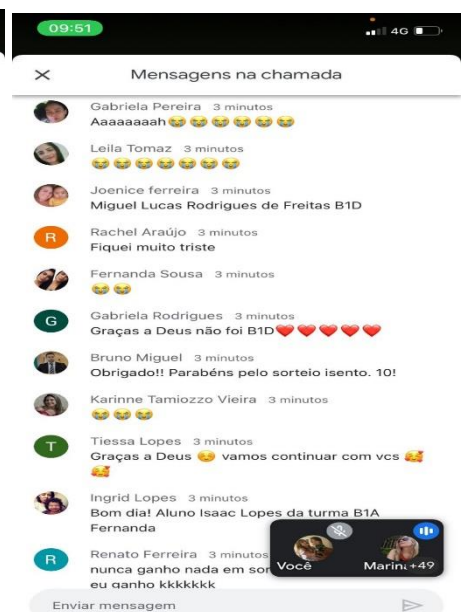 09:51
4G
Mensagens na chamada
Gabriela Pereira 3 minutos
Aaaaaaaah😭😭😭😭😭😭
Leila Tomaz 3 minutos
😭😭😭😭😭😭😭
Joenice ferreira 3 minutos
Miguel Lucas Rodrigues de Freitas B1D
R
Rachel Araújo 3 minutos
Fiquei muito triste
Fernanda Sousa 3 minutos
😭😭
G
Gabriela Rodrigues 3 minutos
Graças a Deus não foi B1D❤️❤️❤️❤️❤️
Bruno Miguel 3 minutos
Obrigado!! Parabéns pelo sorteio isento. 10!
Karinne Tamiozzo Vieira 3 minutos
😭😭😭
T
Tiessa Lopes 3 minutos
Graças a Deus ☺️ vamos continuar com vcs 🥰
🥰
Ingrid Lopes 3 minutos
Bom dia! Aluno Isaac Lopes da turma B1A
Fernanda
R
Renato Ferreira 3 minutos
nunca ganho nada em
eu ganho kkkkkkk
Você
Marin +49
Enviar mensagem